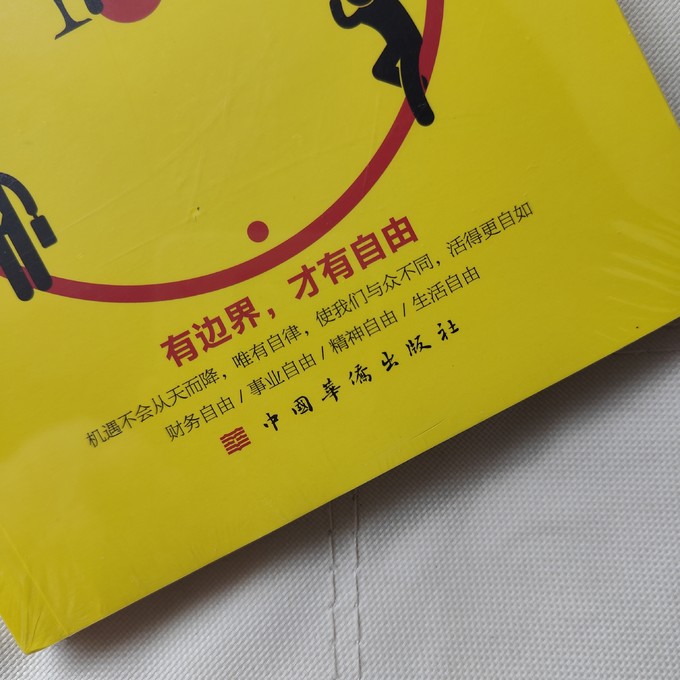 有边界，才有自由
机遇不会从天而降，唯有自律，使我们与众不同，活得更自如
财务自由/事业自由/精神自由/生活自由
中國華僑出版社